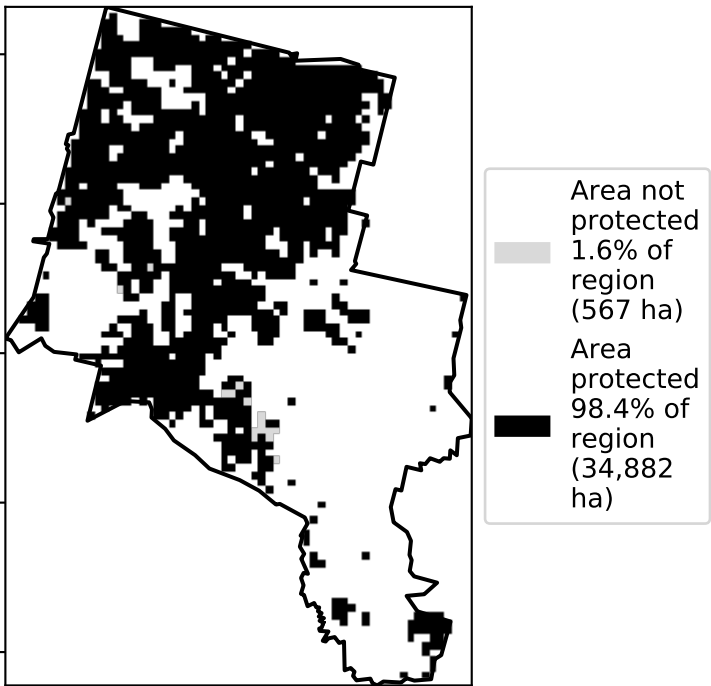 Area not
protected
1.6% of
region
(567 ha)
Area
protected
98.4% of
region
(34,882
ha)